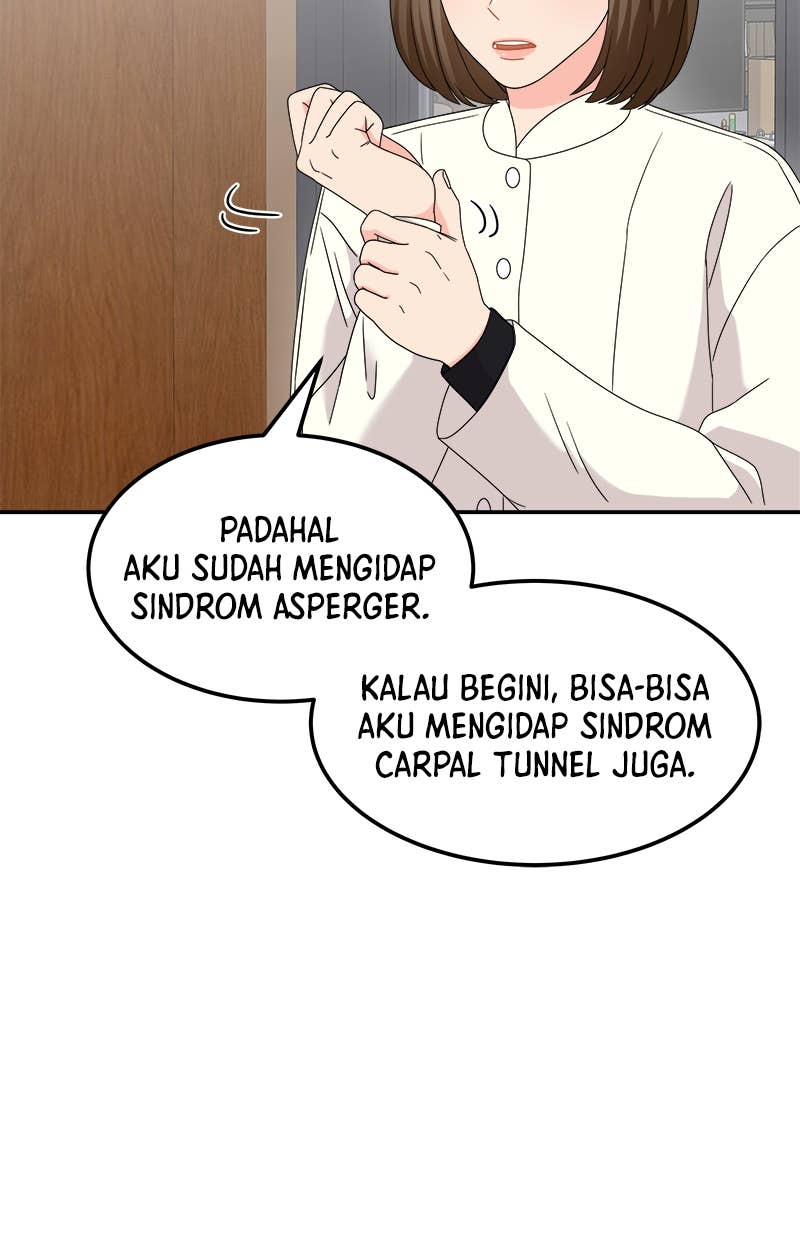 PADAHAL
AKU SUDAH MENGIDAP
SINDROM ASPERGER.
KALAU BEGINI, BISA-BISA
AKU MENGIDAP SINDROM
CARPAL TUNNEL JUGA.